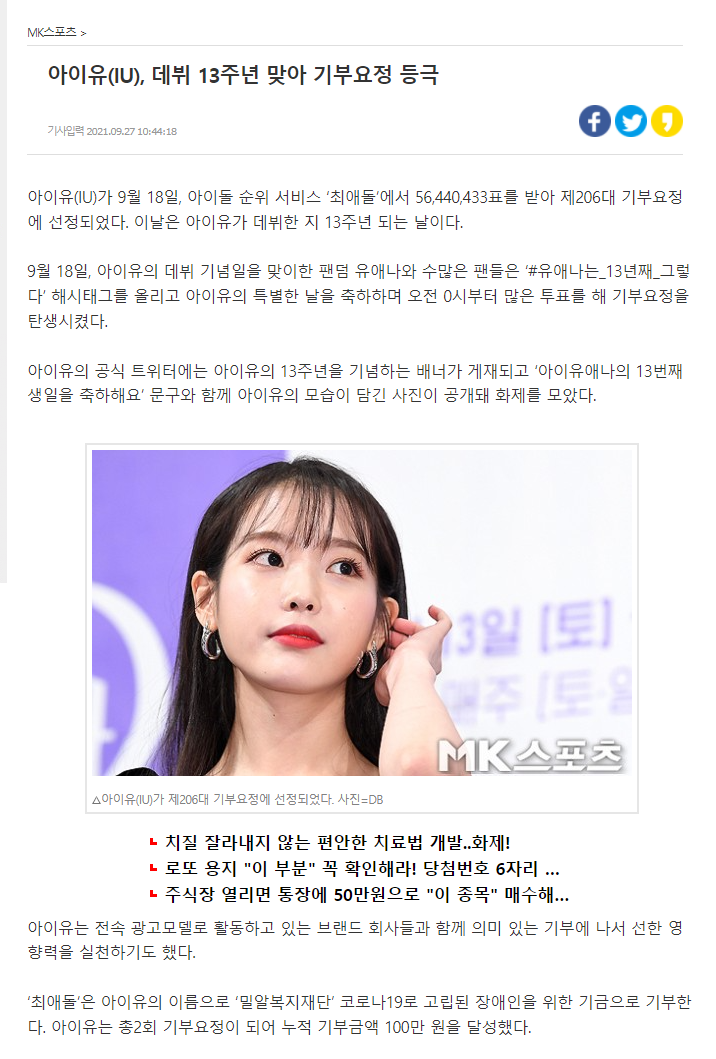 MK스포츠 >
아이유(IU), 데뷔 13주년 맞아 기부요정 등극
기사입력 2021.09.27 10:44:18
아이유(IU)가 9월 18일, 아이돌 순위 서비스 ‘최애돌’에서 56,440,433표를 받아 제206대 기부요정
에 선정되었다. 이날은 아이유가 데뷔한 지 13주년 되는 날이다.
9월 18일, 아이유의 데뷔 기념일을 맞이한 팬덤 유애나와 수많은 팬들은 ‘#유애나는_13년째_그렇
다’ 해시태그를 올리고 아이유의 특별한 날을 축하하며 오전 0시부터 많은 투표를 해 기부요정을
탄생시켰다.
아이유의 공식 트위터에는 아이유의 13주년을 기념하는 배너가 게재되고 ‘아이유애나의 13번째
생일을 축하해요’ 문구와 함께 아이유의 모습이 담긴 사진이 공개돼 화제를 모았다.
13일 [토]
MK스포츠
△아이유(IU)가 제206대 기부요정에 선정되었다. 사진=DB
치질 잘라내지 않는 편안한 치료법 개발..화제!
로또 용지 "이 부분" 꼭 확인해라! 당첨번호 6자리 ...
주식장 열리면 통장에 50만원으로 "이 종목" 매수해...
아이유는 전속 광고모델로 활동하고 있는 브랜드 회사들과 함께 의미 있는 기부에 나서 선한 영
향력을 실천하기도 했다.
‘최애돌’은 아이유의 이름으로 ‘밀알복지재단’ 코로나19로 고립된 장애인을 위한 기금으로 기부한
다. 아이유는 총2회 기부요정이 되어 누적 기부금액 100만 원을 달성했다.